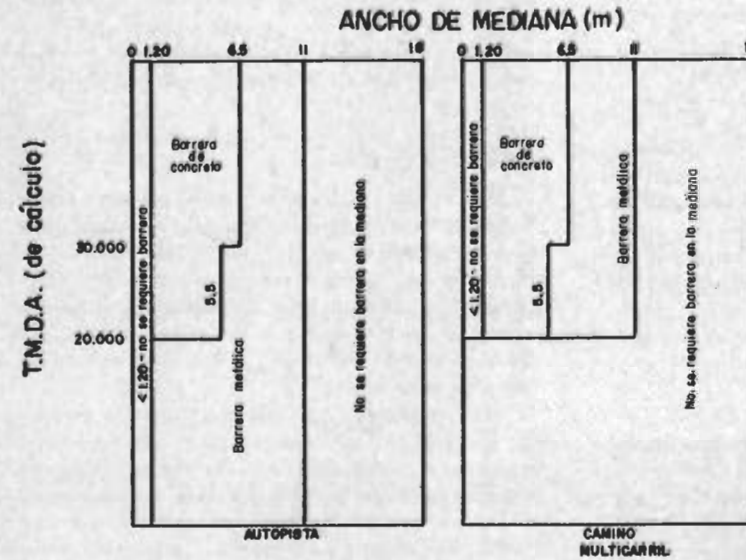 ANCHO DE MEDIANA (m)
0 1.20 6.5 11 18
0 1.20 6.5 11
T.M.D.A. (de cálculo)
30.000
20.000
< 1.20 - no se requiere barrera
Barrera
de
concreto
5.5
Barrera metálica
No se requiere barrera en la mediana
AUTOPISTA
< 1.20 - no se requiere barrera
Barrera
de
concreto
5.5
Barrera metálica
No se requiere barrera en la mediana
CAMINO
MULTICARRIL